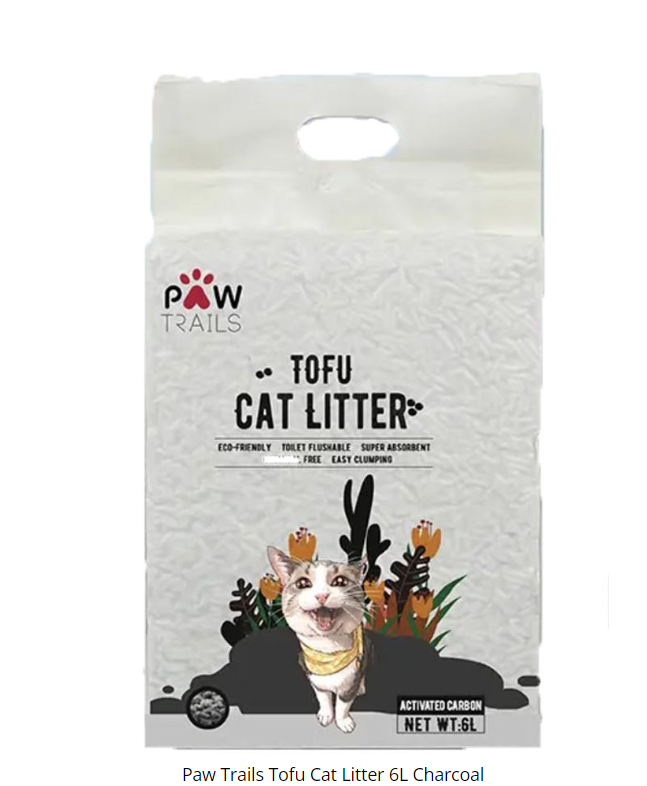 PAW
TRAILS
TOFU
CAT LITTER
ECO-FRIENDLY TOILET FLUSHABLE SUPER ABSORBENT
FREE EASY CLUMPING
ACTIVATED CARBON
NET WT:6L
Paw Trails Tofu Cat Litter 6L Charcoal